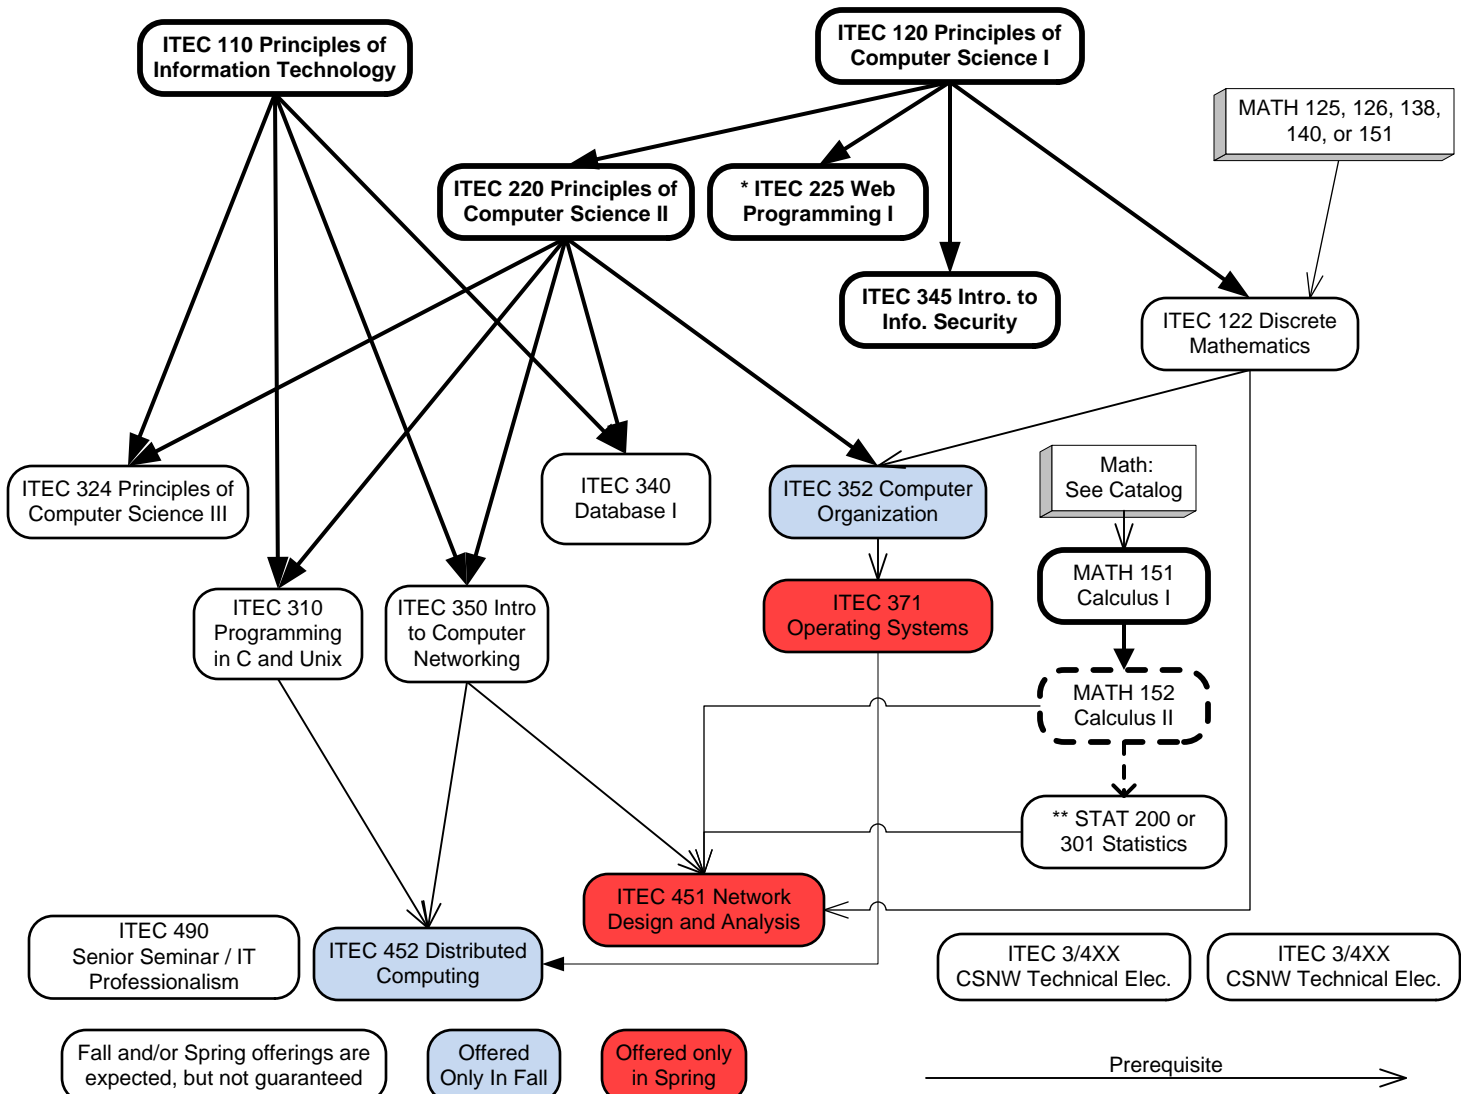 ITEC 110 Principles of
Information Technology
ITEC 120 Principles of
Computer Science I
MATH 125, 126, 138,
140, or 151
ITEC 220 Principles of
Computer Science II
* ITEC 225 Web
Programming I
ITEC 345 Intro. to
Info. Security
ITEC 122 Discrete
Mathematics
ITEC 324 Principles of
Computer Science III
ITEC 340
Database I
ITEC 352 Computer
Organization
Math:
See Catalog
ITEC 310
Programming
in C and Unix
ITEC 350 Intro
to Computer
Networking
ITEC 371
Operating Systems
MATH 151
Calculus I
MATH 152
Calculus II
** STAT 200 or
301 Statistics
ITEC 451 Network
Design and Analysis
ITEC 490
Senior Seminar / IT
Professionalism
ITEC 452 Distributed
Computing
ITEC 3/4XX
CSNW Technical Elec.
ITEC 3/4XX
CSNW Technical Elec.
Fall and/or Spring offerings are
expected, but not guaranteed
Offered
Only In Fall
Offered only
in Spring
Prerequisite